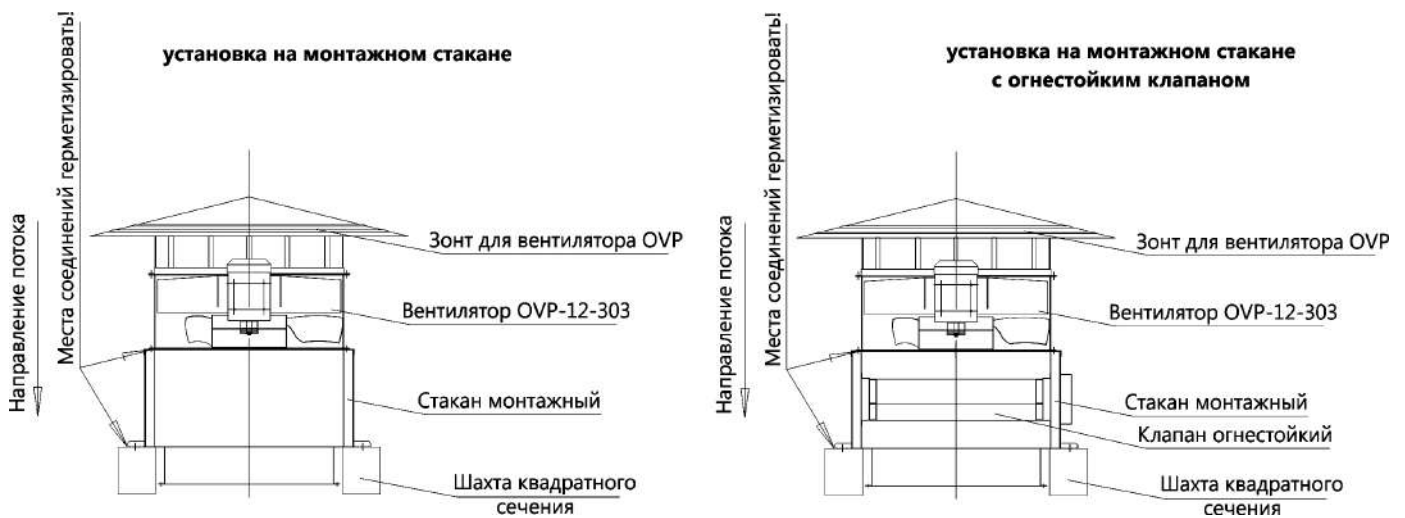 установка на монтажном стакане
Места соединений герметизировать!
Направление потока
Зонт для вентилятора OVP
Вентилятор OVP-12-303
Стакан монтажный
Шахта квадратного
сечения
установка на монтажном стакане
с огнестойким клапаном
Места соединений герметизировать!
Направление потока
Зонт для вентилятора OVP
Вентилятор OVP-12-303
Стакан монтажный
Клапан огнестойкий
Шахта квадратного
сечения